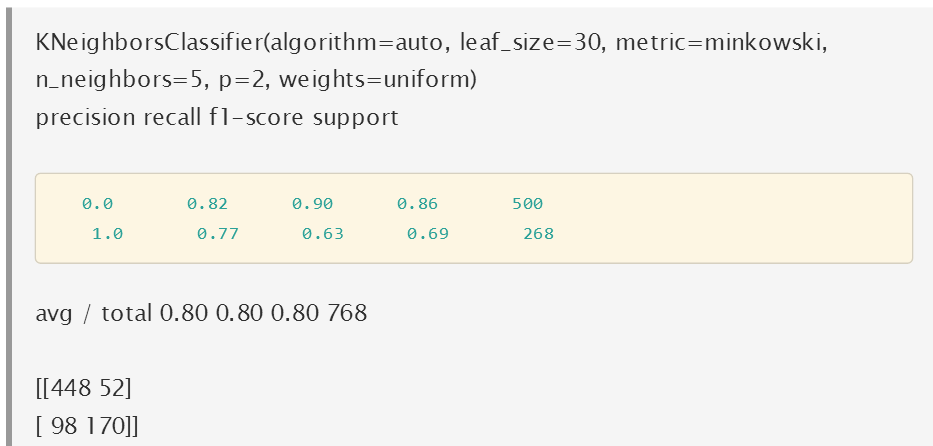 KNeighborsClassifier(algorithm=auto, leaf_size=30, metric=minkowski,
n_neighbors=5, p=2, weights=uniform)
precision recall f1-score support
0.0 0.82 0.90 0.86 500
1.0 0.77 0.63 0.69 268
avg / total 0.80 0.80 0.80 768
[[448 52]
[ 98 170]]